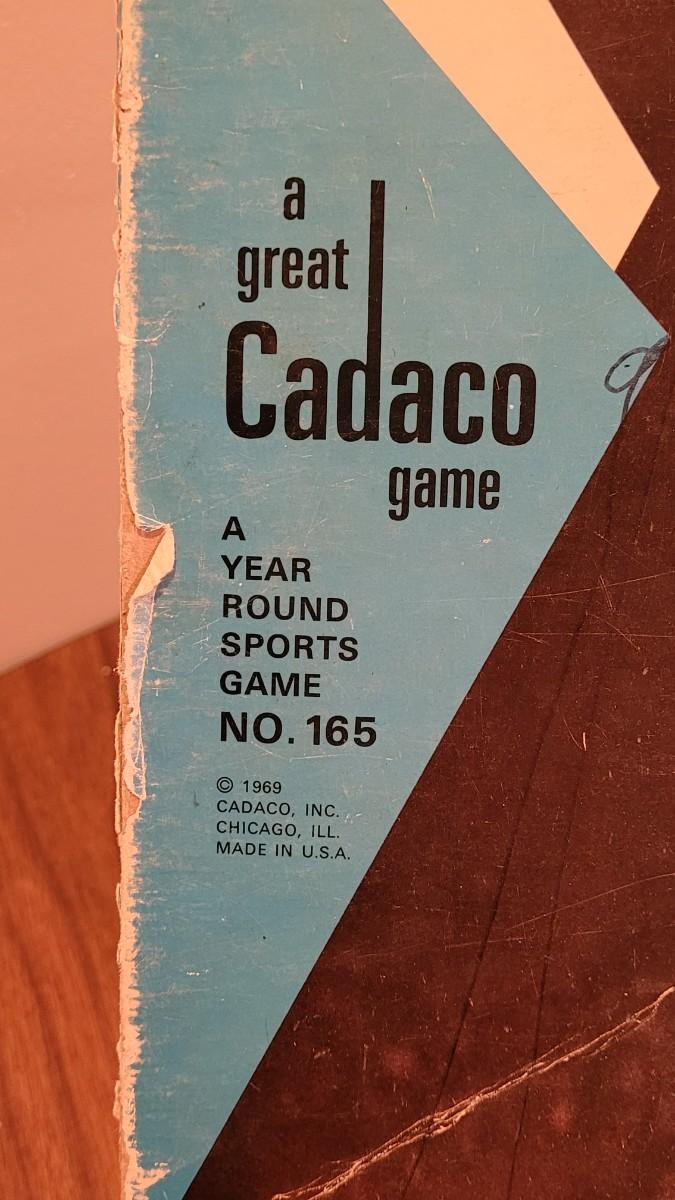 a
great
Cadaco
game
A
YEAR
ROUND
SPORTS
GAME
NO. 165
© 1969
CADACO, INC.
CHICAGO, ILL.
MADE IN U.S.A.